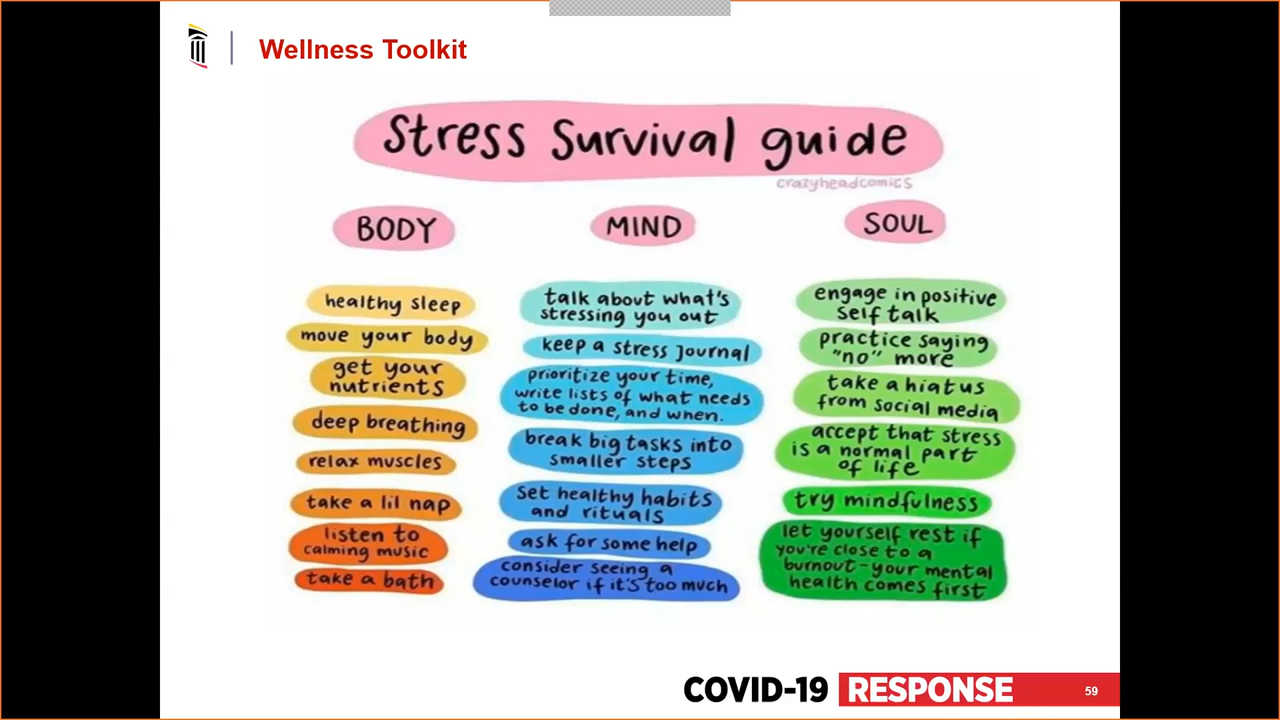 Wellness Toolkit
Stress Survival guide
crazyheadcomics
BODY
healthy sleep
move your body
get your
nutrients
deep breathing
relax muscles
take a lil nap
listen to
calming music
take a bath
MIND
talk about what's
stressing you out
keep a stress journal
prioritize your time,
write lists of what needs
to be done, and when.
break big tasks into
smaller steps
set healthy habits
and rituals
ask for some help
consider seeing a
counselor if it's too much
SOUL
engage in positive
self talk
practice saying
"no" more
take a hiatus
from social media
accept that stress
is a normal part
of life
try mindfulness
let yourself rest if
you're close to a
burnout-your mental
health comes first
COVID-19 RESPONSE
59